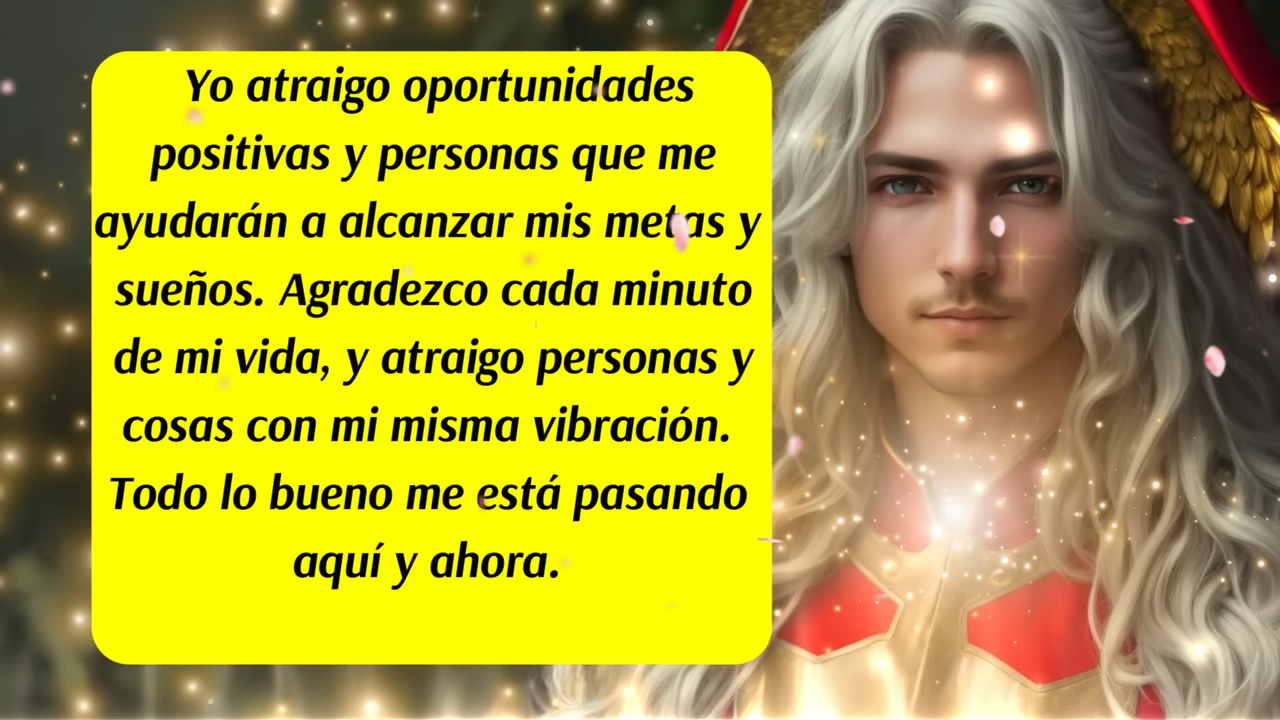 Yo atraigo oportunidades
positivas y personas que me
ayudarán a alcanzar mis metas y
sueños. Agradezco cada minuto
de mi vida, y atraigo personas y
cosas con mi misma vibración.
Todo lo bueno me está pasando
aquí y ahora.